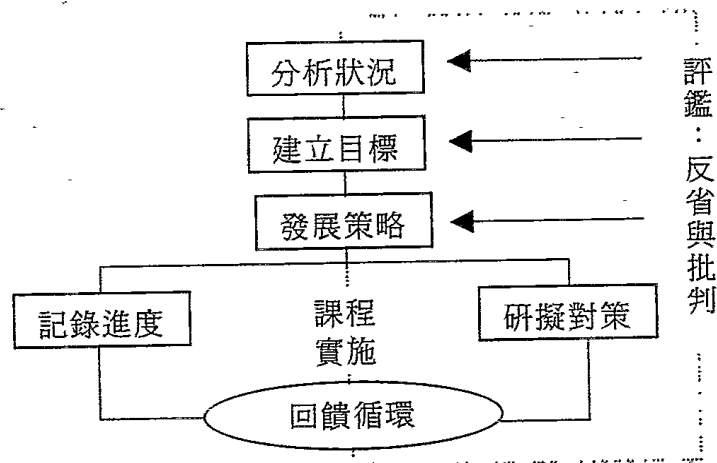 分析狀況
建立目標
發展策略
記錄進度
課程
實施
研擬對策
回饋循環
評鑑：反省與批判